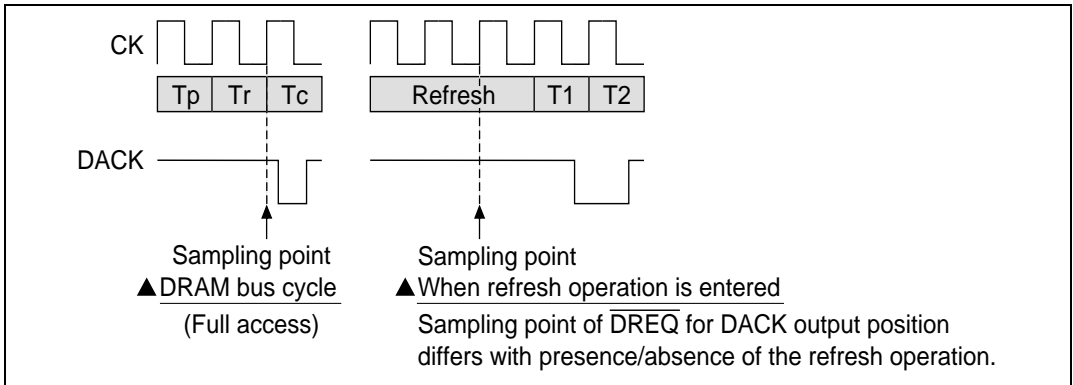 CK
Tp Tr Tc Refresh T1 T2
DACK
Sampling point Sampling point
▲DRAM bus cycle ▲When refresh operation is entered
(Full access) Sampling point of DREQ for DACK output position
differs with presence/absence of the refresh operation.